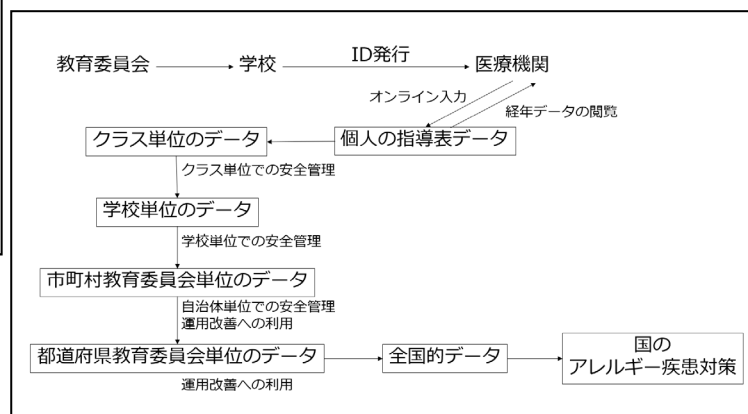 教育委員会 学校 ID発行 医療機関
オンライン入力
経年データの閲覧
クラス単位のデータ 個人の指導表データ
クラス単位での安全管理
学校単位のデータ
学校単位での安全管理
市町村教育委員会単位のデータ
自治体単位での安全管理
運用改善への利用
都道府県教育委員会単位のデータ 全国的データ 国の
アレルギー疾患対策
運用改善への利用